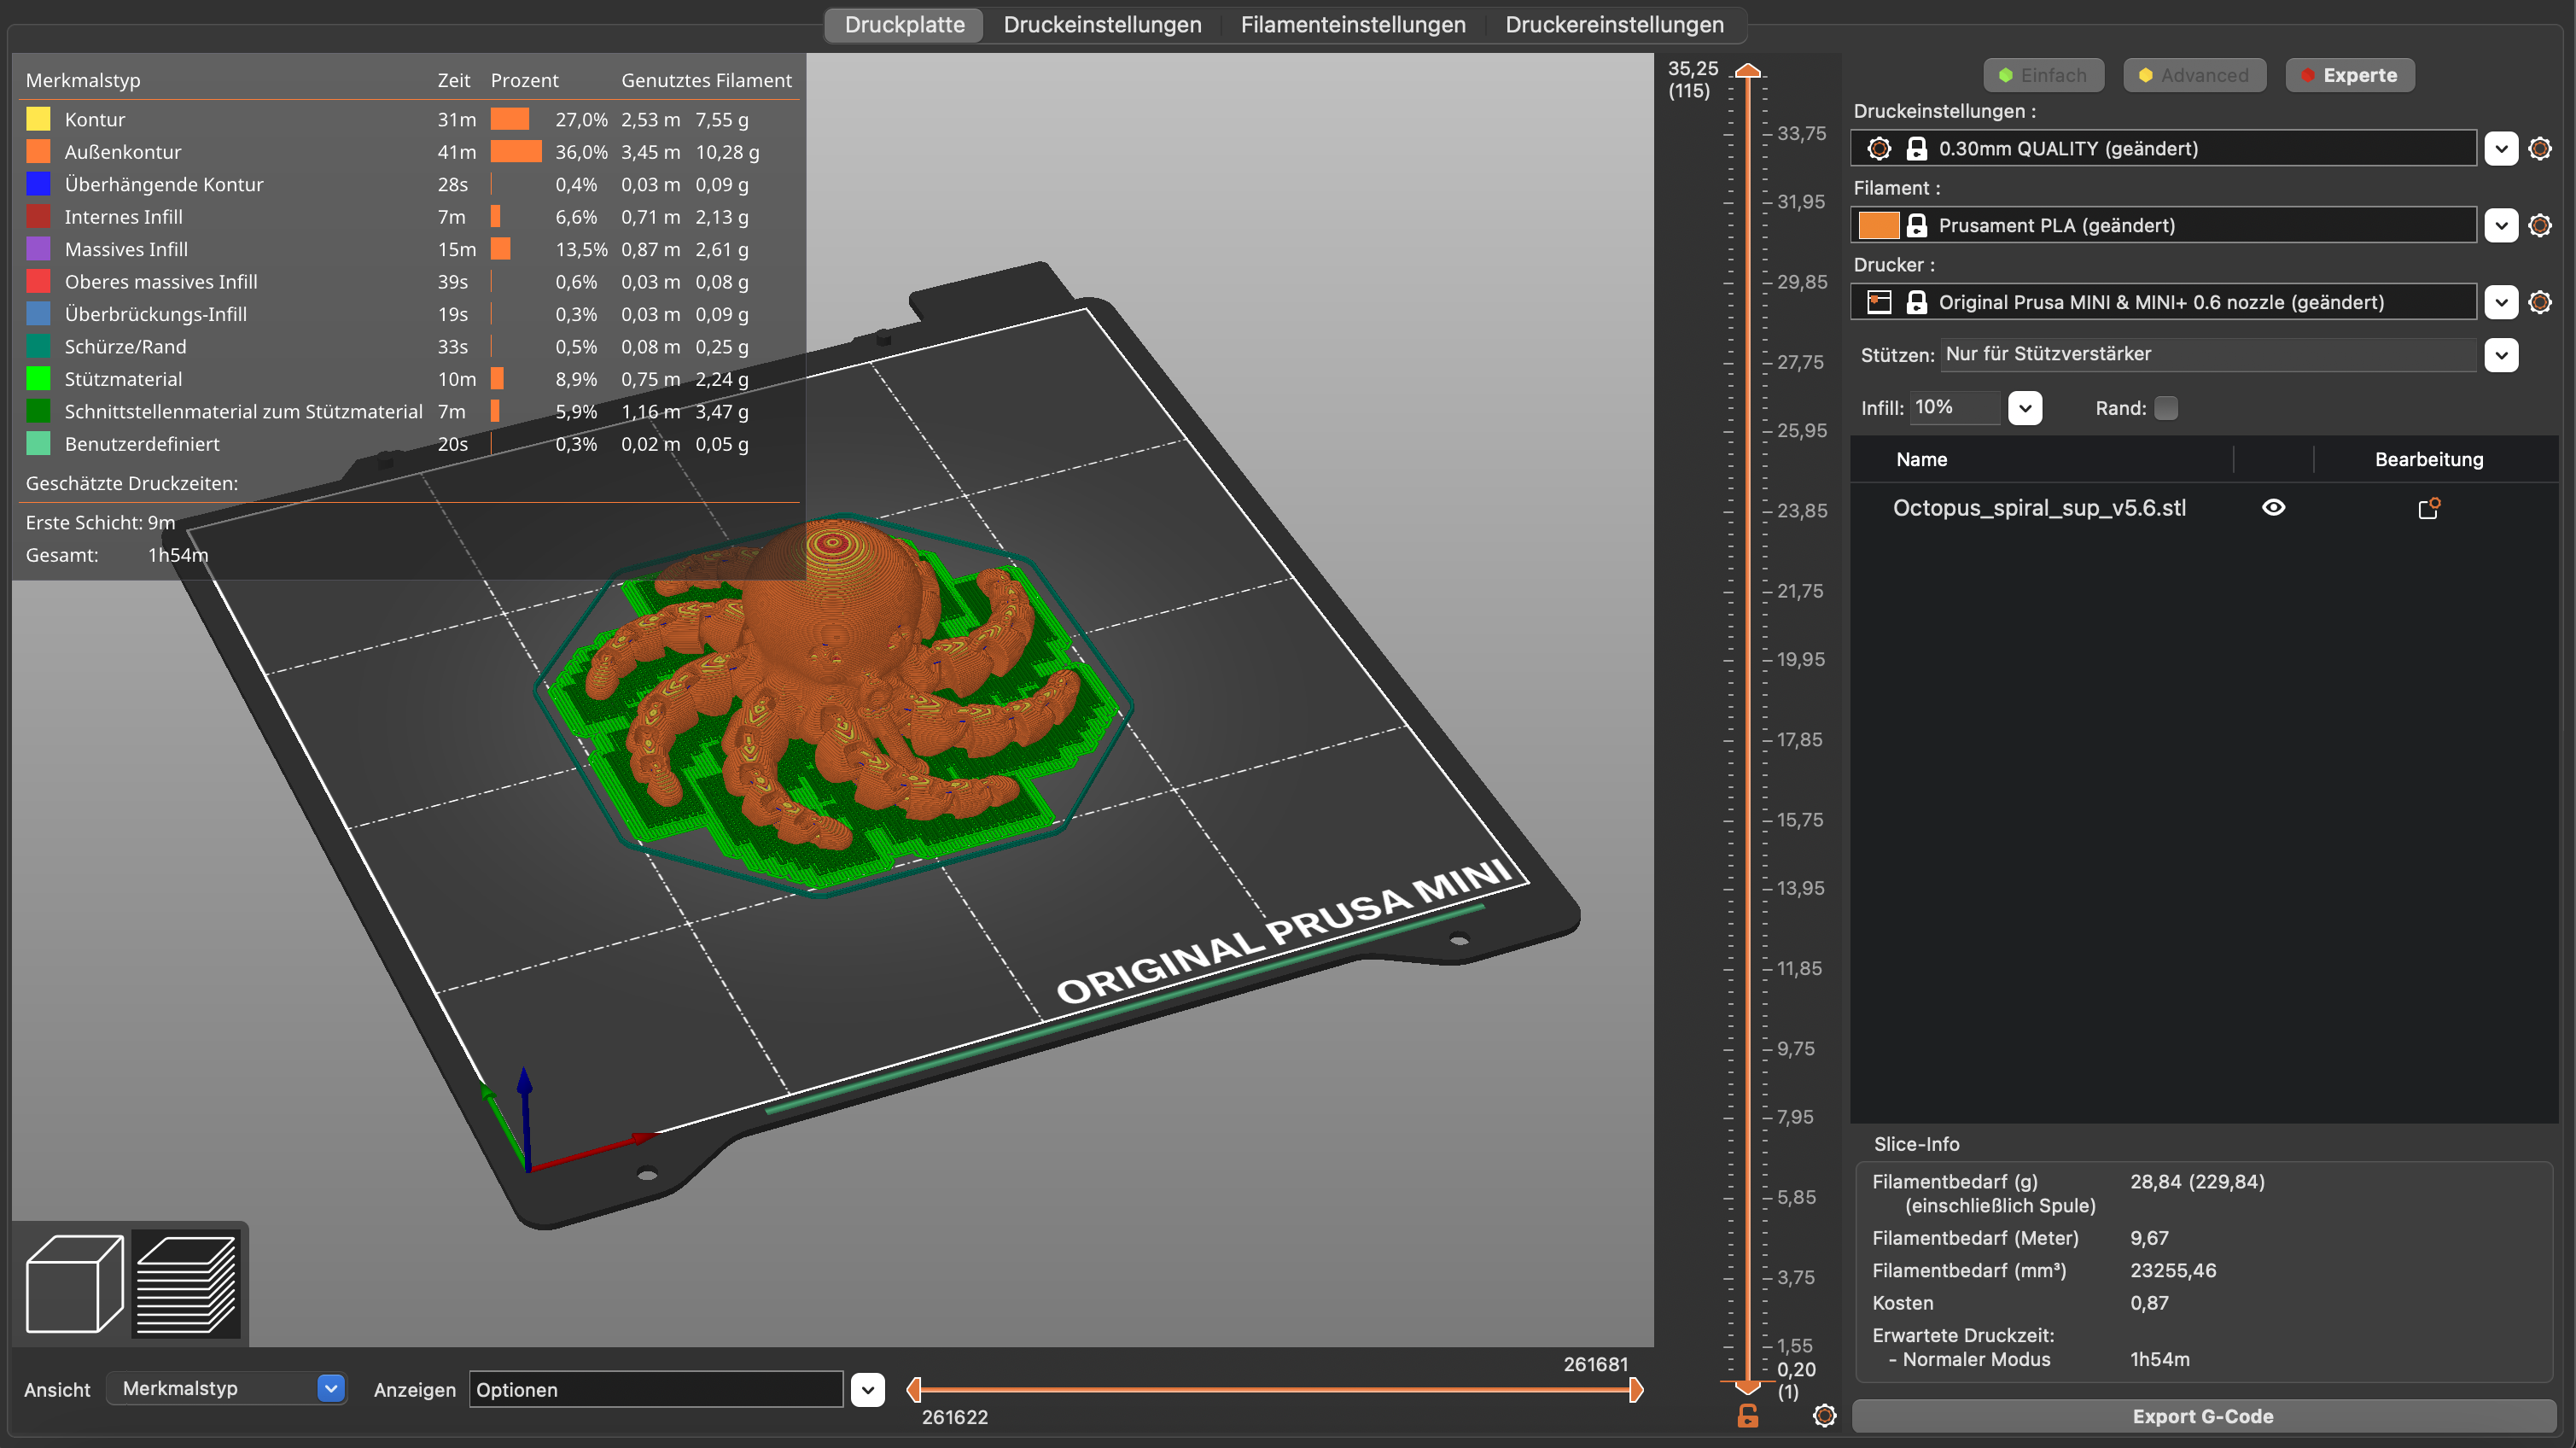 Druckplatte Druckeinstellungen Filamenteinstellungen Druckereinstellungen
Merkmalstyp Zeit Prozent Genutztes Filament
Kontur 31m 27,0% 2,53 m 7,55 g
Außenkontur 41m 36,0% 3,45 m 10,28 g
Überhängende Kontur 28s 0,4% 0,03 m 0,09 g
Internes Infill 7m 6,6% 0,71 m 2,13 g
Massives Infill 15m 13,5% 0,87 m 2,61 g
Oberes massives Infill 39s 0,6% 0,03 m 0,08 g
Überbrückungs-Infill 19s 0,3% 0,03 m 0,09 g
Schürze/Rand 33s 0,5% 0,08 m 0,25 g
Stützmaterial 10m 8,9% 0,75 m 2,24 g
Schnittstellenmaterial zum Stützmaterial 7m 5,9% 1,16 m 3,47 g
Benutzerdefiniert 20s 0,3% 0,02 m 0,05 g
Geschätzte Druckzeiten:
Erste Schicht: 9m
Gesamt: 1h54m
ORIGINAL PRUSA MINI
35,25
(115)
33,75
31,95
29,85
27,75
25,95
23,85
21,75
19,95
17,85
15,75
13,95
11,85
9,75
7,95
5,85
3,75
1,55
0,20
(1)
Ansicht Merkmalstyp Anzeigen Optionen
261681
261622
Einfach Advanced Experte
Druckeinstellungen :
0.30mm QUALITY (geändert)
Filament :
Prusament PLA (geändert)
Drucker :
Original Prusa MINI & MINI+ 0.6 nozzle (geändert)
Stützen: Nur für Stützverstärker
Infill: 10% Rand:
Name Bearbeitung
Octopus_spiral_sup_v5.6.stl
Slice-Info
Filamentbedarf (g) 28,84 (229,84)
(einschließlich Spule)
Filamentbedarf (Meter) 9,67
Filamentbedarf (mm³) 23255,46
Kosten 0,87
Erwartete Druckzeit:
- Normaler Modus 1h54m
Export G-Code